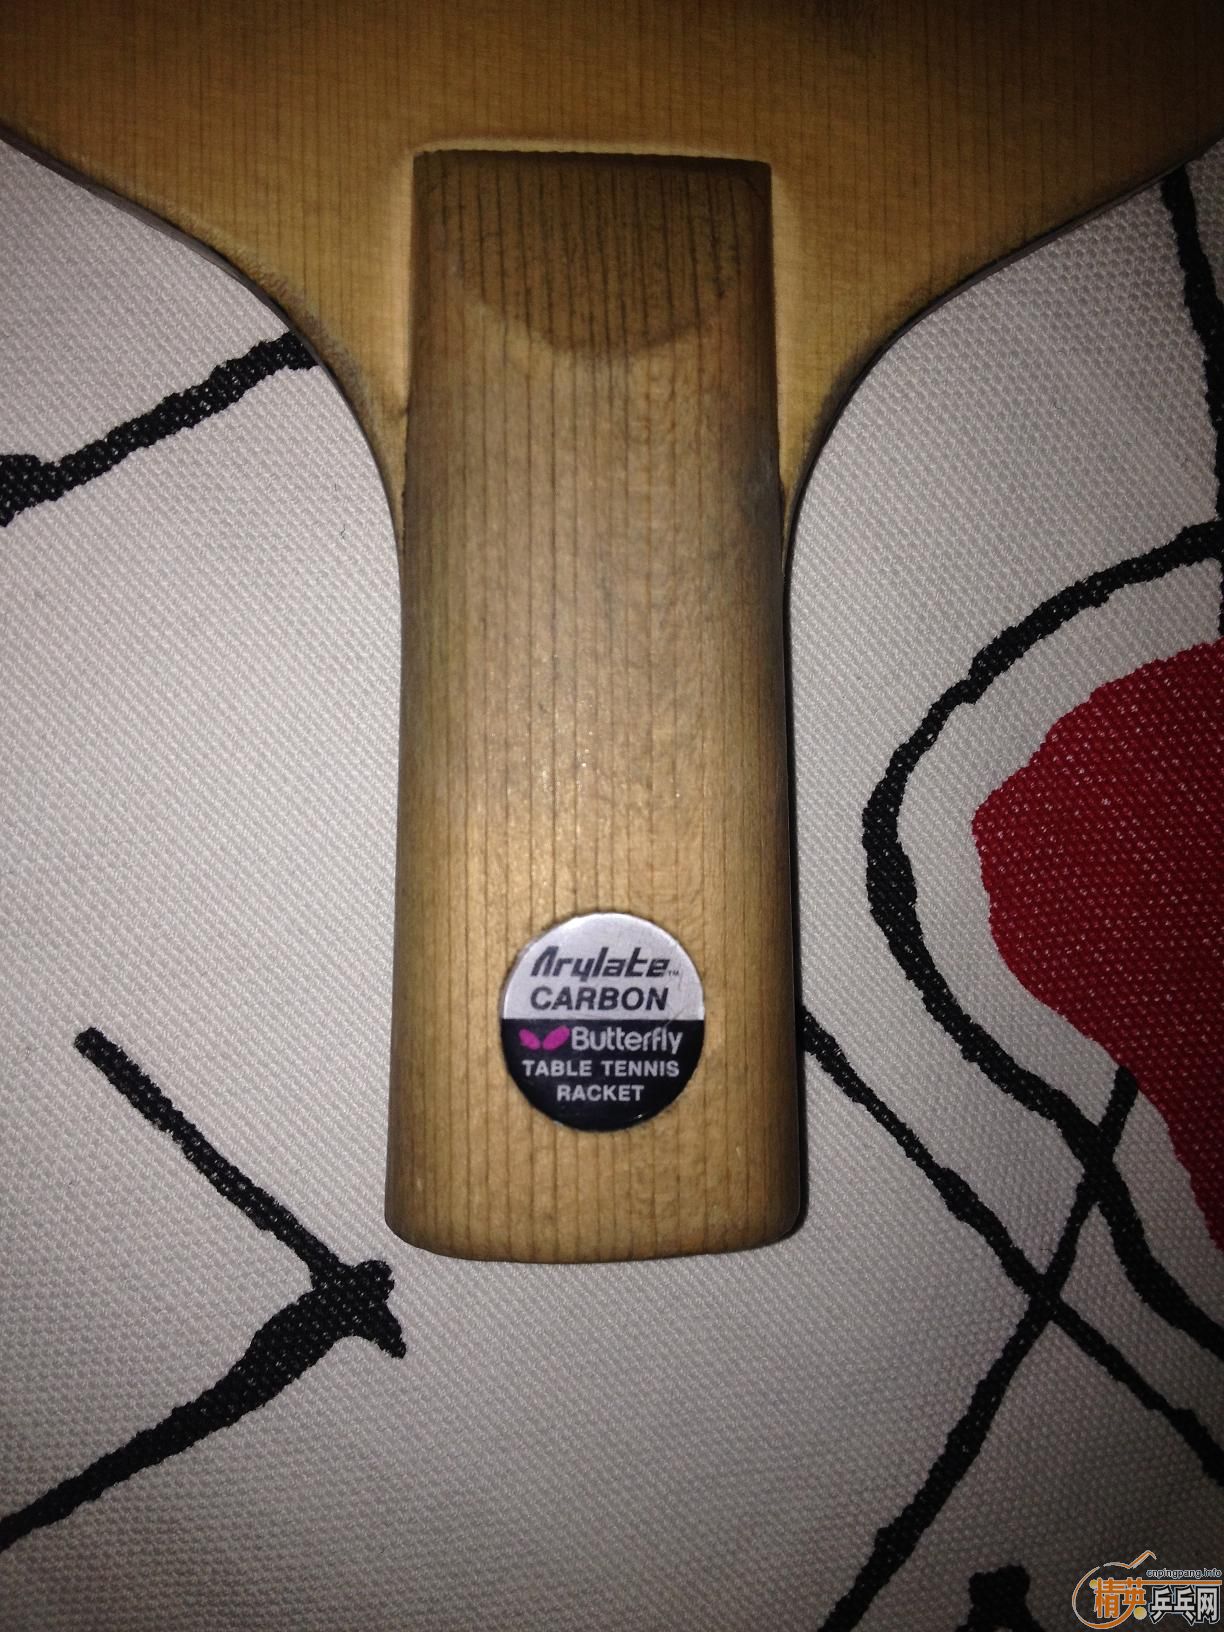 Arylate™
CARBON
Butterfly
TABLE TENNIS
RACKET
cnpingpang.info
精英乒乓网